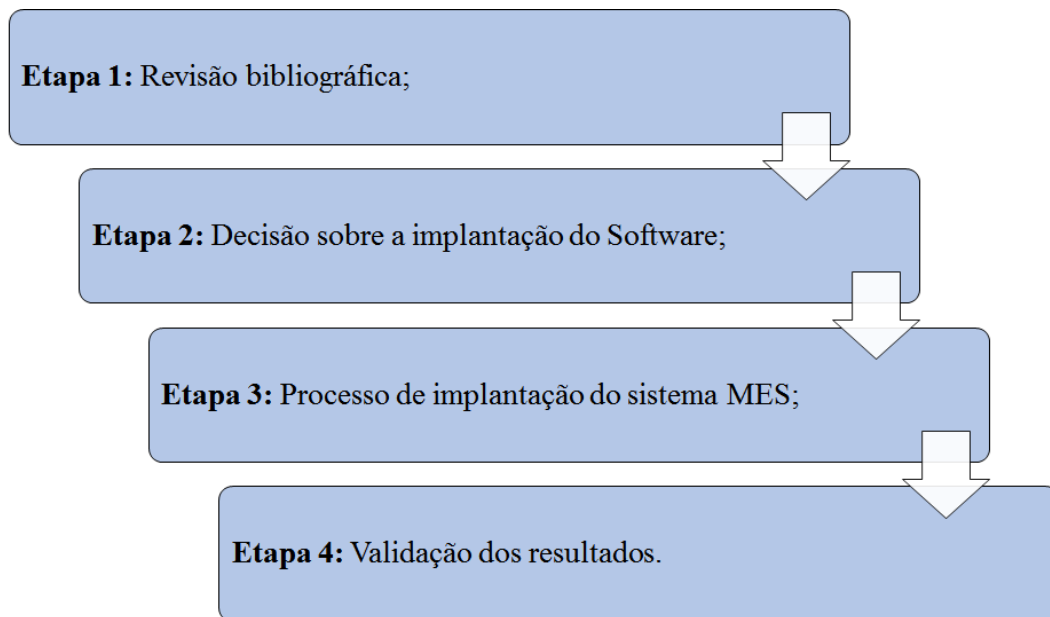 Etapa 1: Revisão bibliográfica;
Etapa 2: Decisão sobre a implantação do Software;
Etapa 3: Processo de implantação do sistema MES;
Etapa 4: Validação dos resultados.